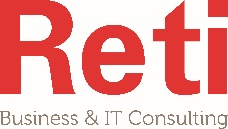 Reti
Business & IT Consulting